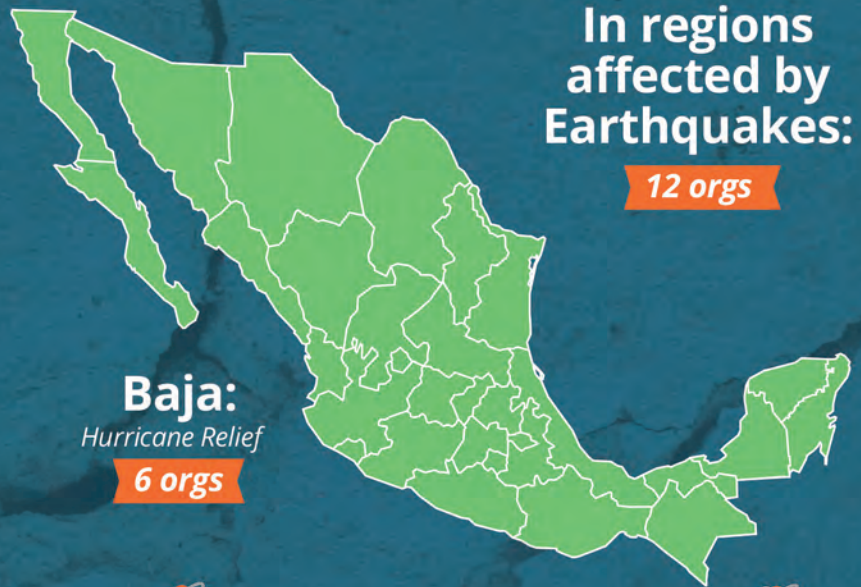 In regions
affected by
Earthquakes:
12 orgs
Baja:
Hurricane Relief
6 orgs